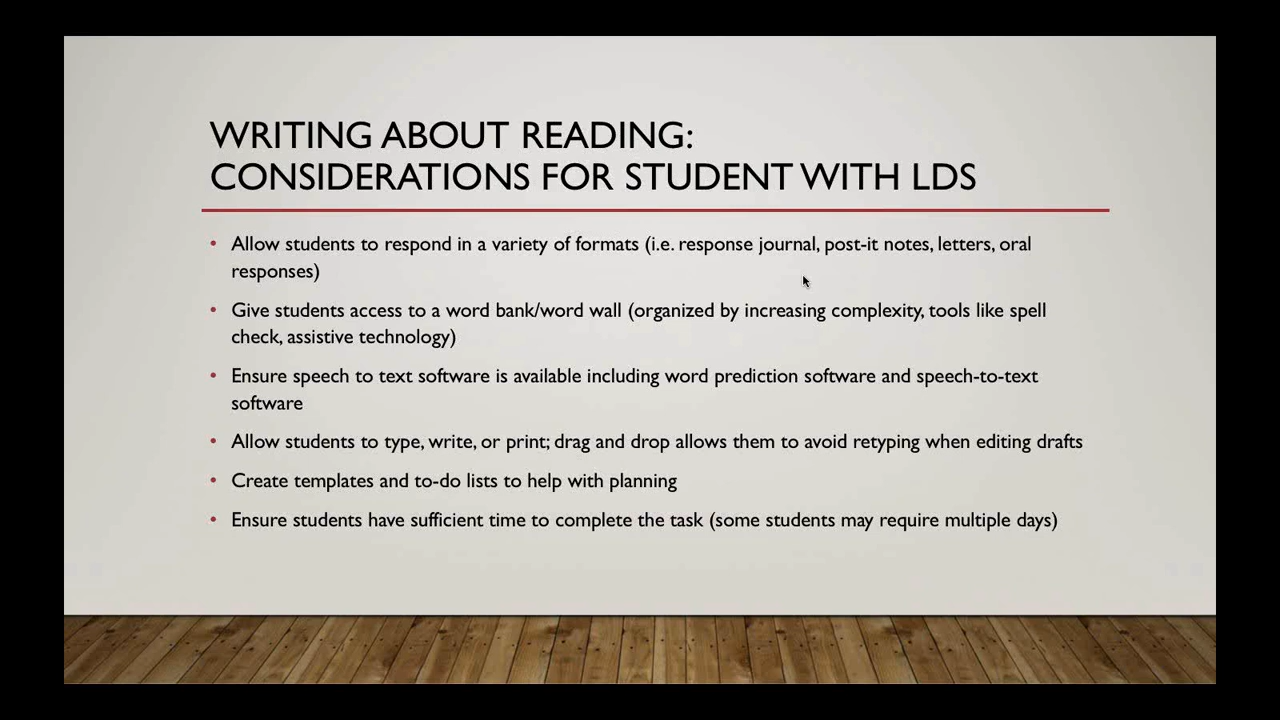 WRITING ABOUT READING:
CONSIDERATIONS FOR STUDENT WITH LDS
• Allow students to respond in a variety of formats (i.e. response journal, post-it notes, letters, oral
responses)
• Give students access to a word bank/word wall (organized by increasing complexity, tools like spell
check, assistive technology)
• Ensure speech to text software is available including word prediction software and speech-to-text
software
• Allow students to type, write, or print; drag and drop allows them to avoid retyping when editing drafts
• Create templates and to-do lists to help with planning
• Ensure students have sufficient time to complete the task (some students may require multiple days)